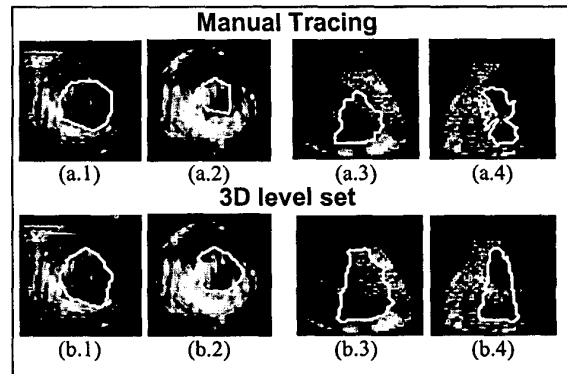 Manual Tracing
(a.1) (a.2) (a.3) (a.4)
3D level set
(b.1) (b.2) (b.3) (b.4)